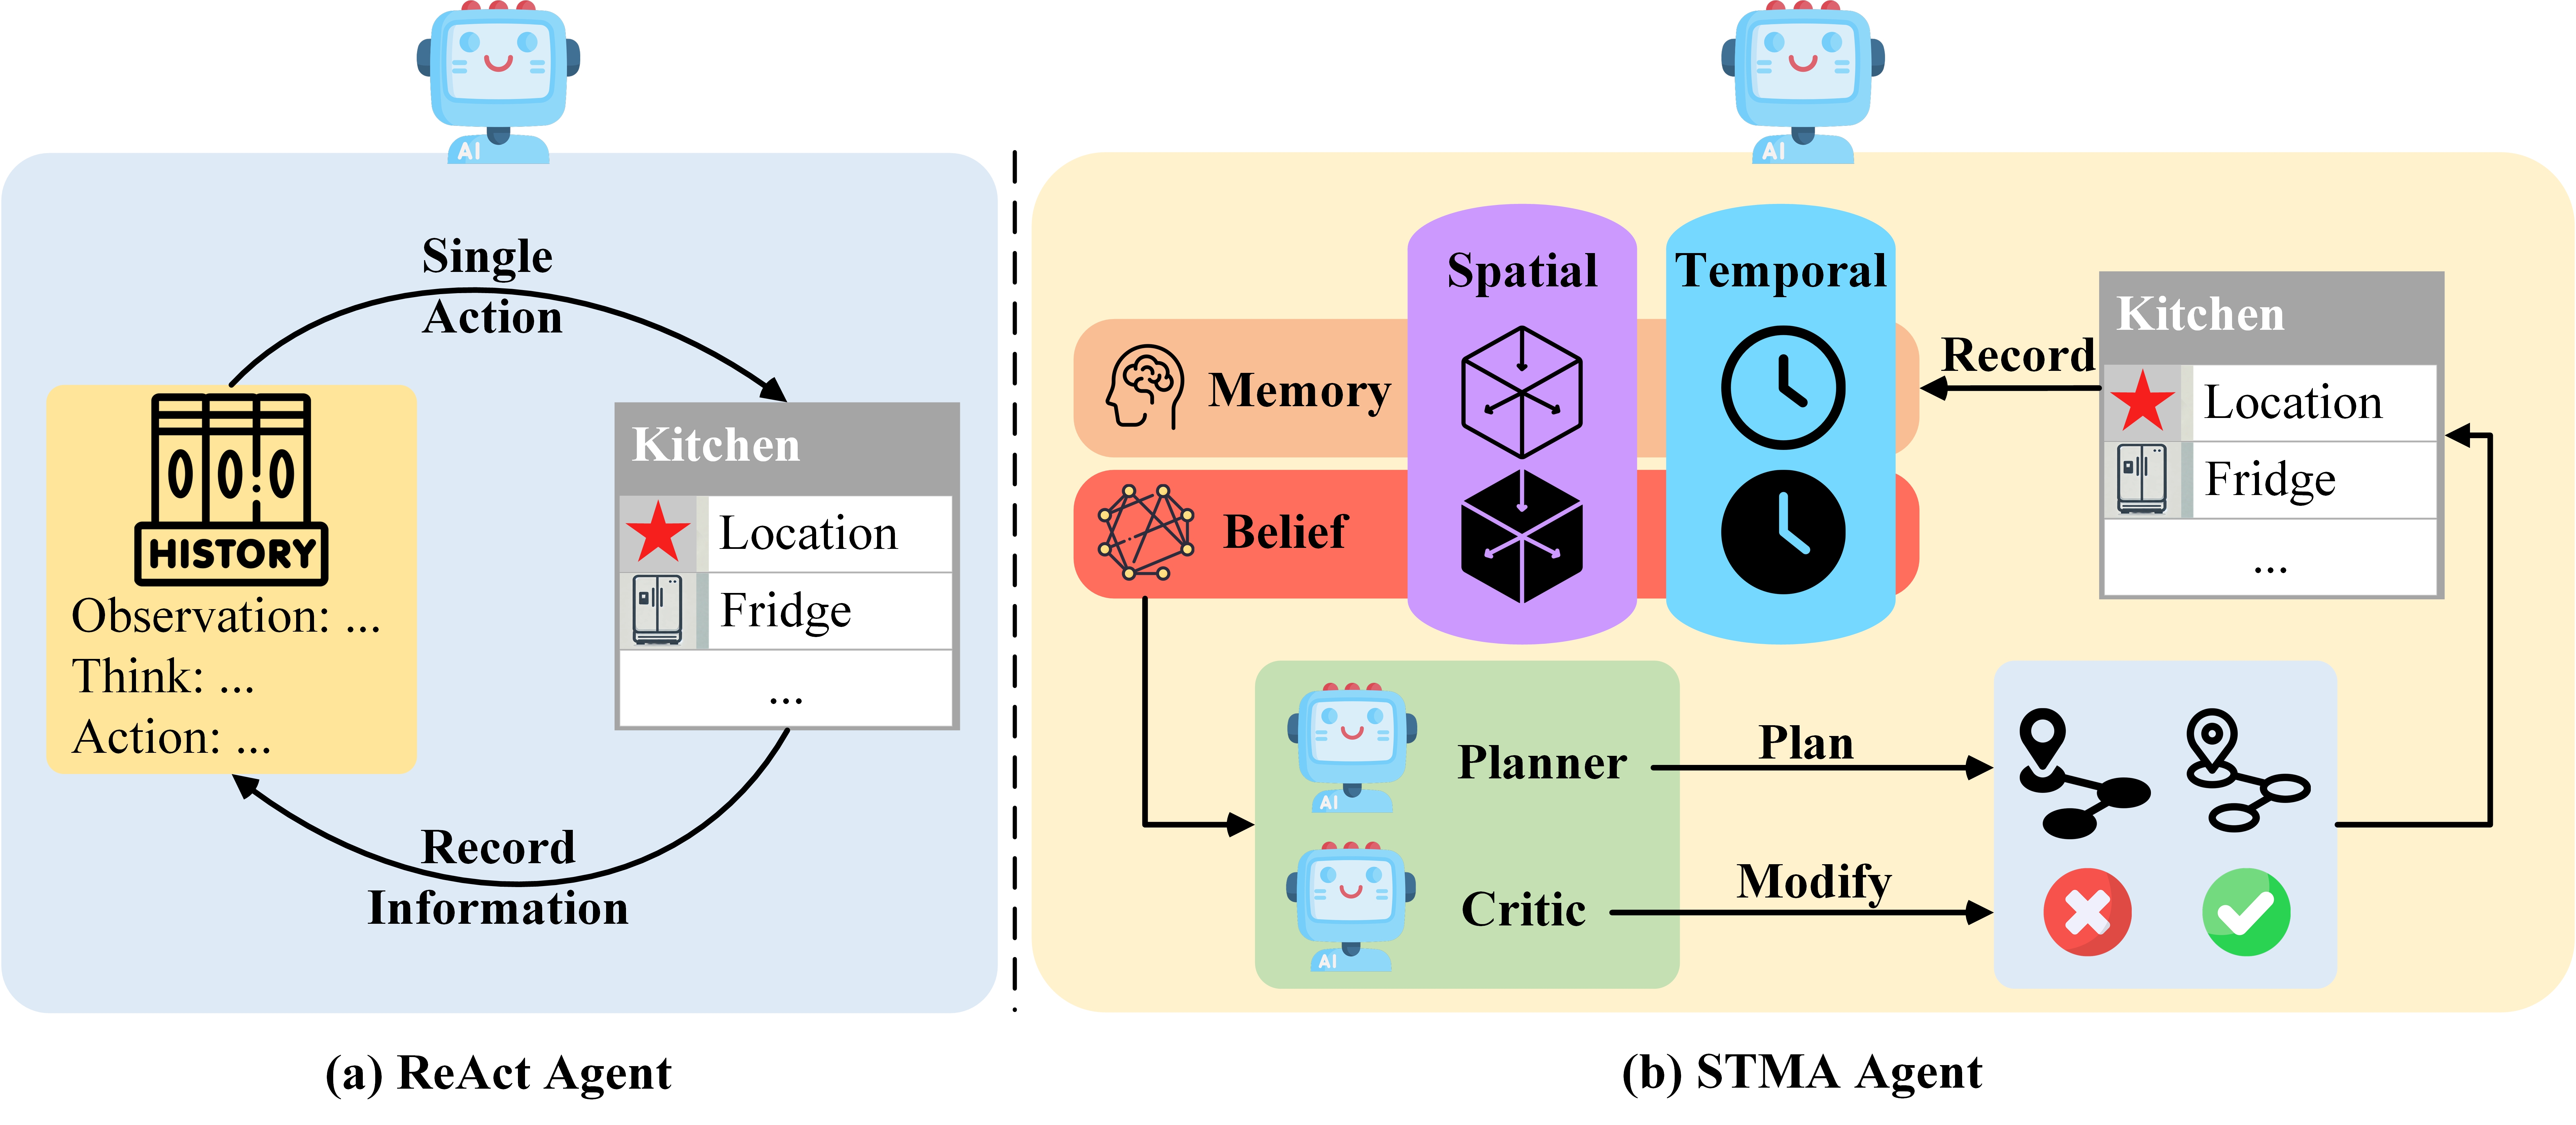 AI
Single
Action
HISTORY
Observation: ...
Think: ...
Action: ...
Kitchen
Location
Fridge
...
Record
Information
(a) ReAct Agent
AI
Spatial
Temporal
Memory
Belief
Record
Kitchen
Location
Fridge
...
AI
Planner
Plan
AI
Critic
Modify
(b) STMA Agent